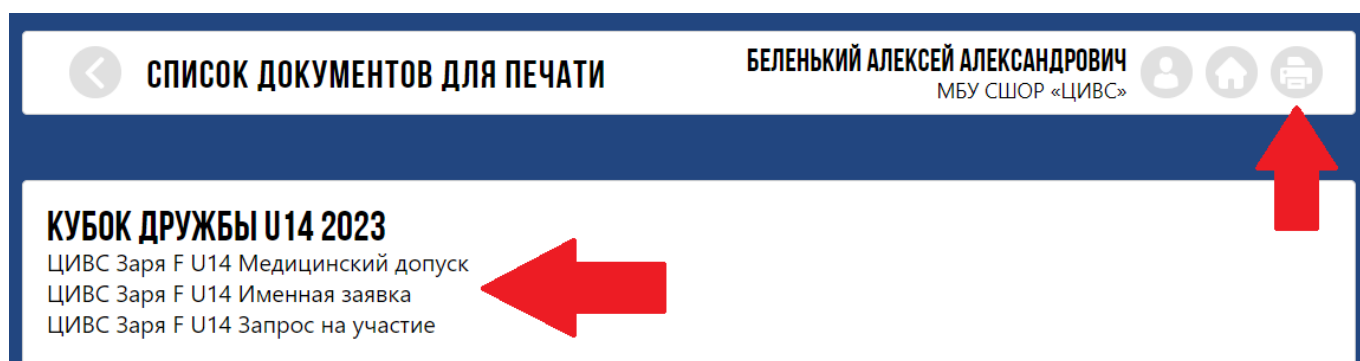 СПИСОК ДОКУМЕНТОВ ДЛЯ ПЕЧАТИ
БЕЛЕНЬКИЙ АЛЕКСЕЙ АЛЕКСАНДРОВИЧ
МБУ СШОР «ЦИВС»
КУБОК ДРУЖБЫ U14 2023
ЦИВС Заря F U14 Медицинский допуск
ЦИВС Заря F U14 Именная заявка
ЦИВС Заря F U14 Запрос на участие